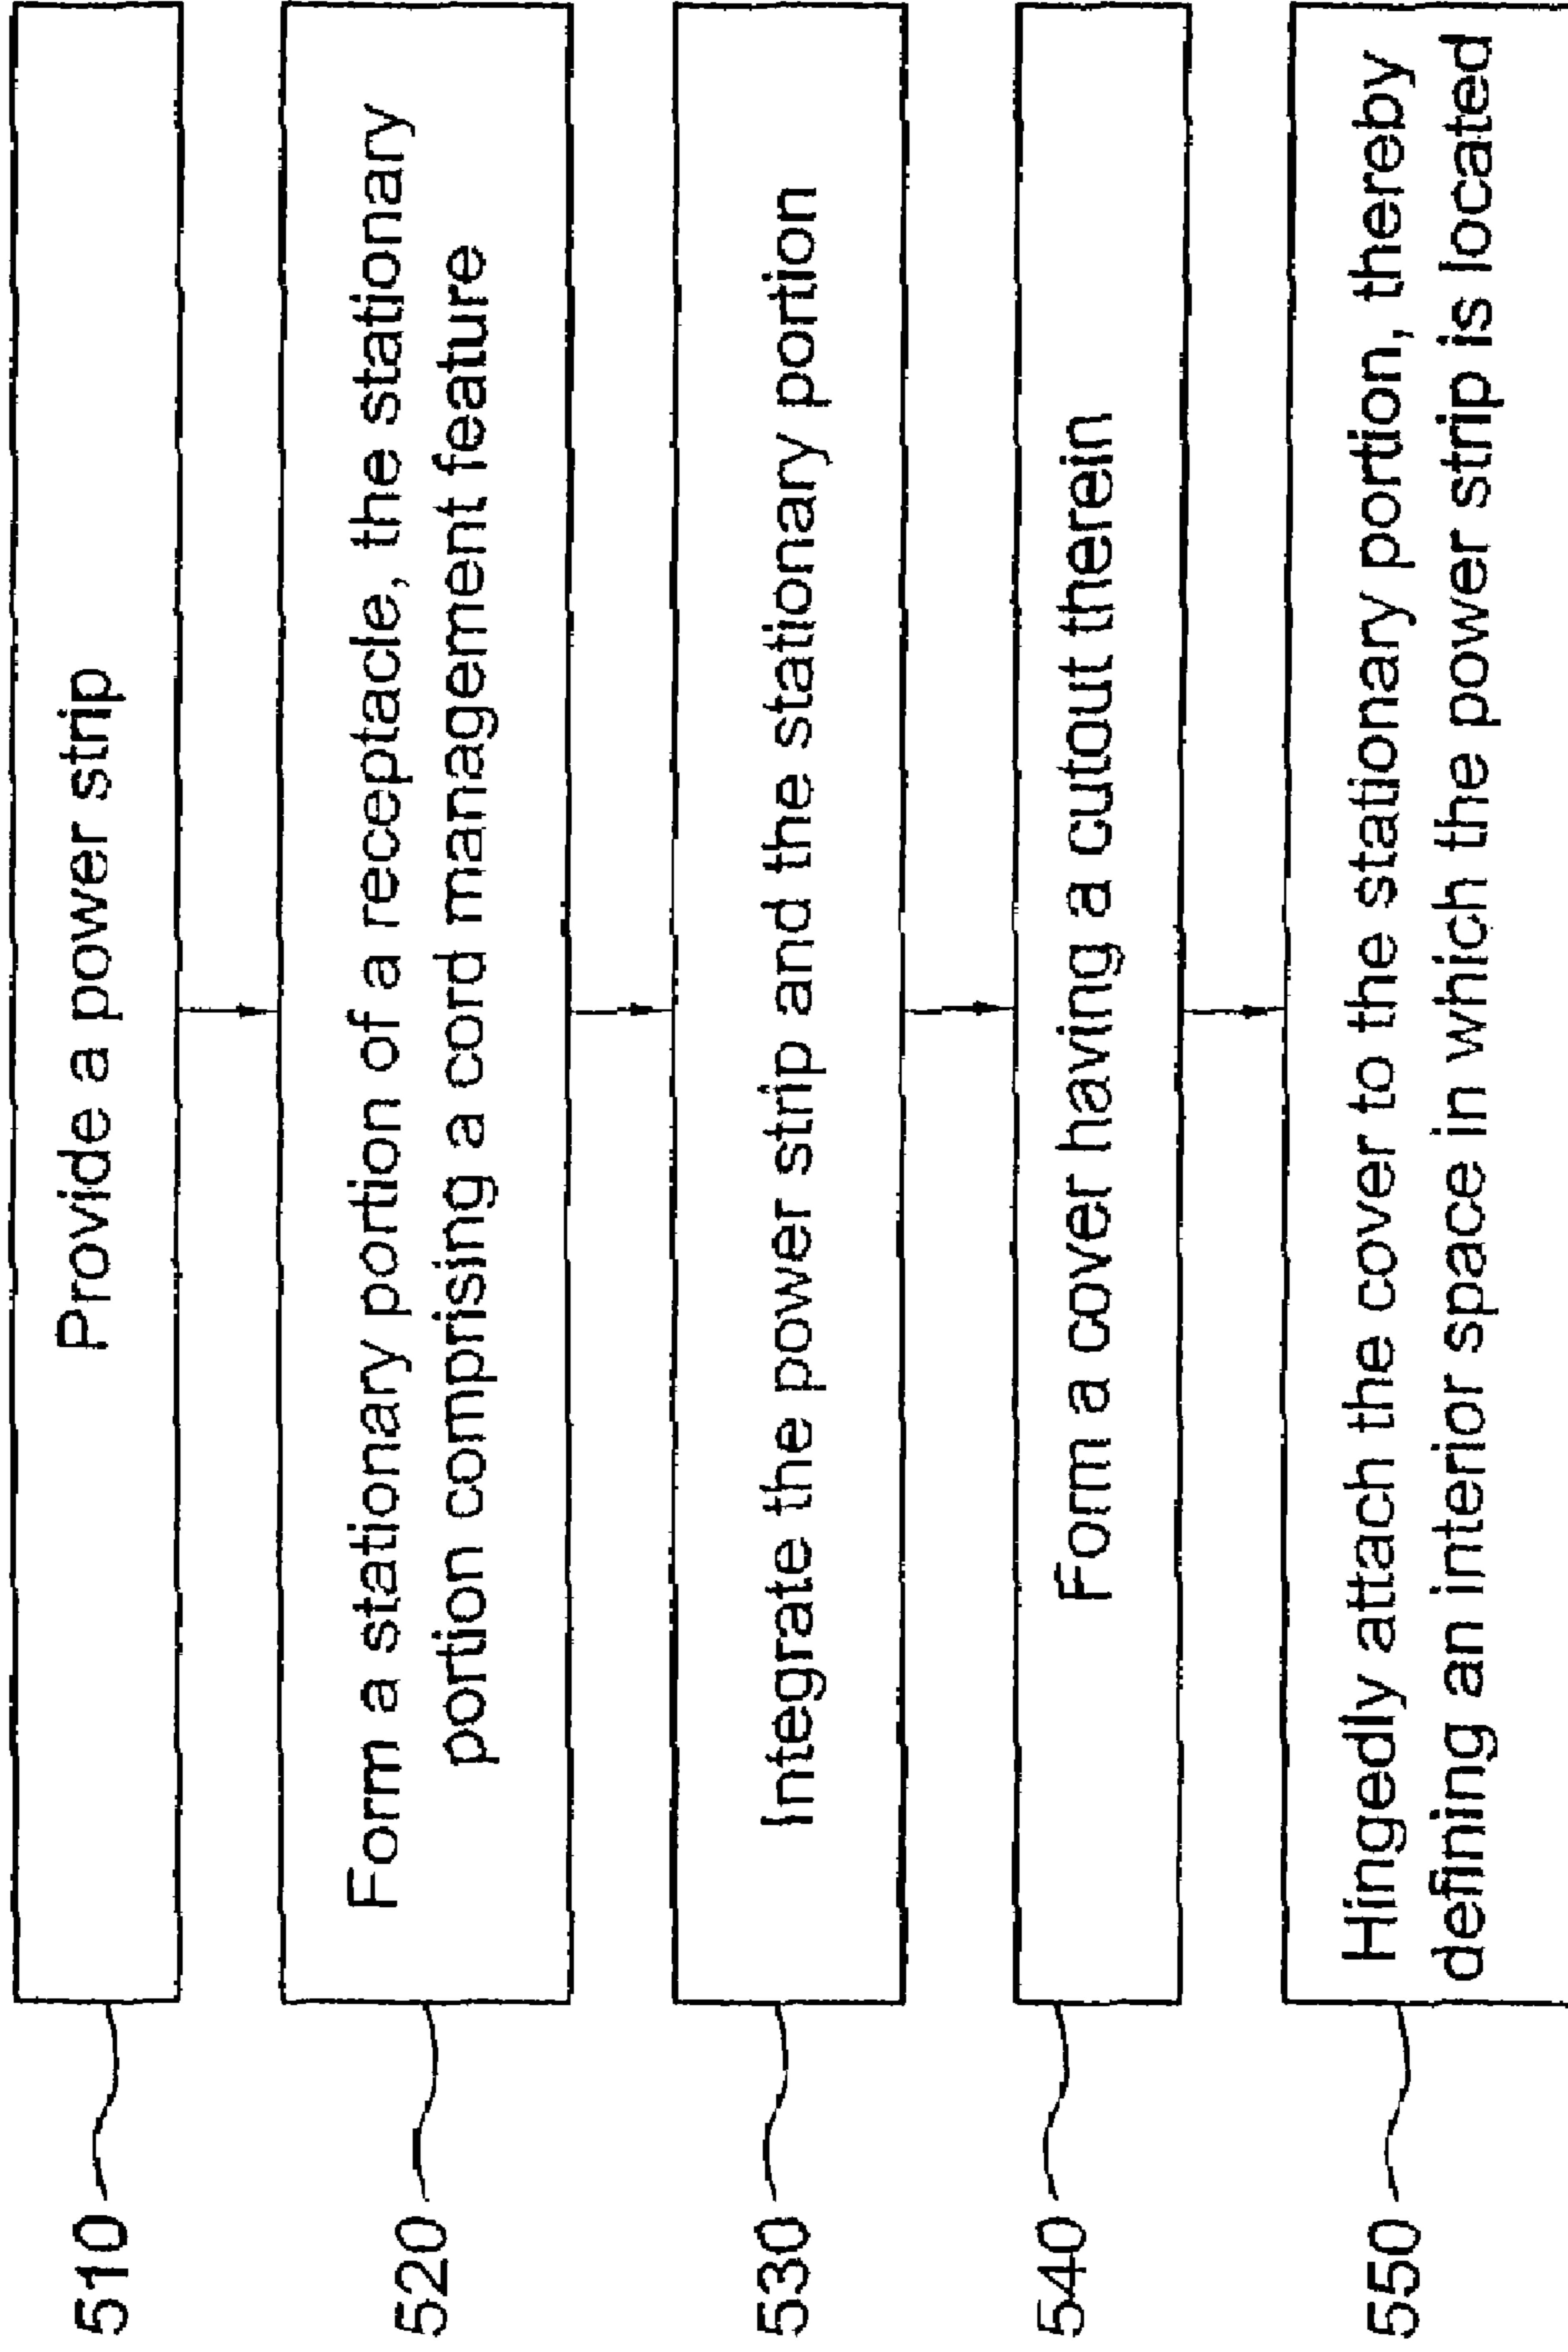 510
Provide a power strip
520
Form a stationary portion of a receptacle, the stationary
portion comprising a cord management feature
530
Integrate the power strip and the stationary portion
540
Form a cover having a cutout therein
550
Hingedly attach the cover to the stationary portion, thereby
defining an interior space in which the power strip is located